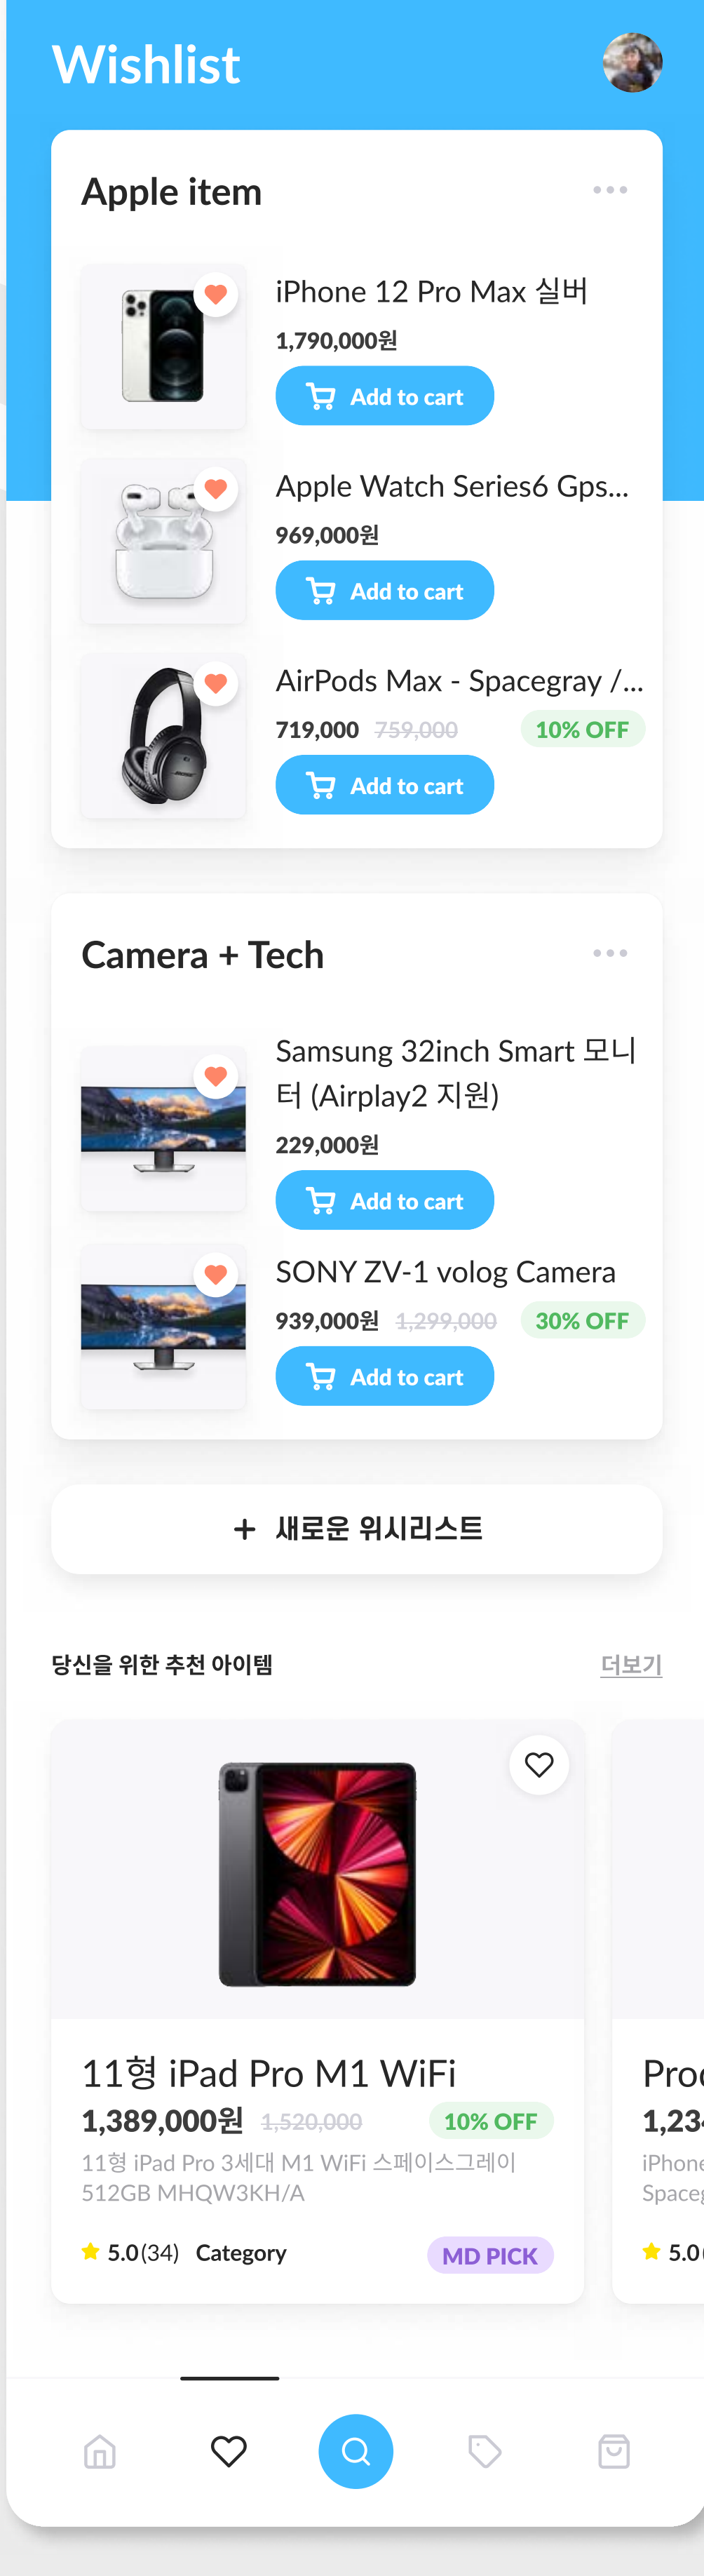 Wishlist
Apple item
iPhone 12 Pro Max 실버
1,790,000원
Add to cart
Apple Watch Series6 Gps...
969,000원
Add to cart
AirPods Max - Spacegray /...
719,000 759,000 10% OFF
Add to cart
Camera + Tech
Samsung 32inch Smart 모니
터 (Airplay2 지원)
229,000원
Add to cart
SONY ZV-1 volog Camera
939,000원 1,299,000 30% OFF
Add to cart
+ 새로운 위시리스트
당신을 위한 추천 아이템 더보기
11형 iPad Pro M1 WiFi
1,389,000원 1,520,000 10% OFF
11형 iPad Pro 3세대 M1 WiFi 스페이스그레이
512GB MHQW3KH/A
5.0(34) Category MD PICK
1,234
iPhone
5.0